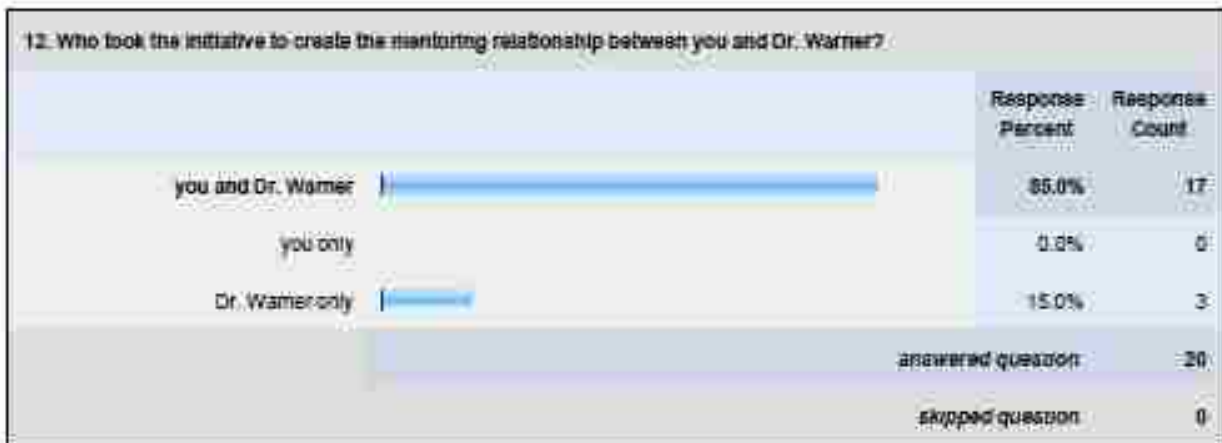 12. Who took the initiative to create the mentoring relationship between you and Dr. Warner?
Response Percent Response Count
you and Dr. Warner 85.0% 17
you only 0.0% 0
Dr. Warner only 15.0% 3
answered question 20
skipped question 0